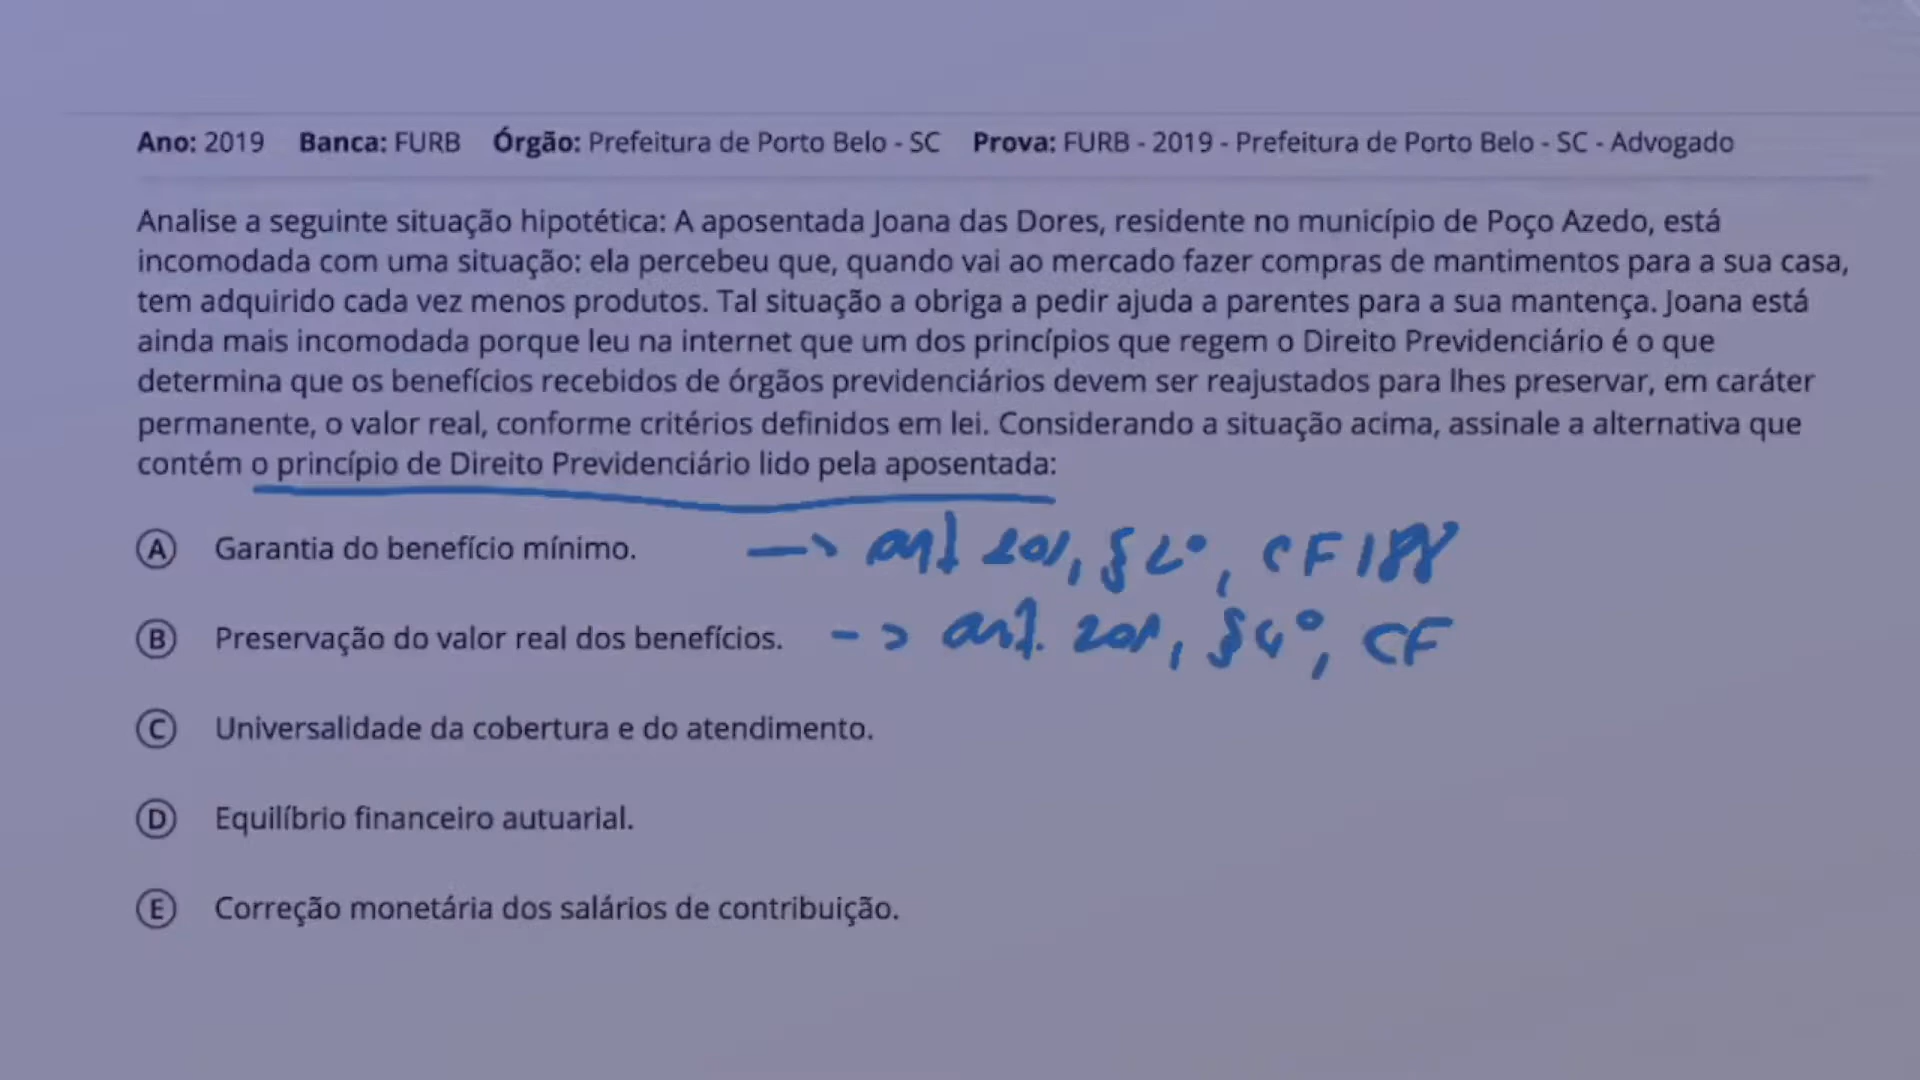 Ano: 2019 Banca: FURB Órgão: Prefeitura de Porto Belo - SC Prova: FURB - 2019 - Prefeitura de Porto Belo - SC - Advogado
Analise a seguinte situação hipotética: A aposentada Joana das Dores, residente no município de Poço Azedo, está
incomodada com uma situação: ela percebeu que, quando vai ao mercado fazer compras de mantimentos para a sua casa,
tem adquirido cada vez menos produtos. Tal situação a obriga a pedir ajuda a parentes para a sua mantença. Joana está
ainda mais incomodada porque leu na internet que um dos princípios que regem o Direito Previdenciário é o que
determina que os benefícios recebidos de órgãos previdenciários devem ser reajustados para lhes preservar, em caráter
permanente, o valor real, conforme critérios definidos em lei. Considerando a situação acima, assinale a alternativa que
contém o princípio de Direito Previdenciário lido pela aposentada:
A Garantia do benefício mínimo. -> art 201, § 2°, CF/88
B Preservação do valor real dos benefícios. -> art. 201, § 4°, CF
C Universalidade da cobertura e do atendimento.
D Equilíbrio financeiro autuarial.
E Correção monetária dos salários de contribuição.